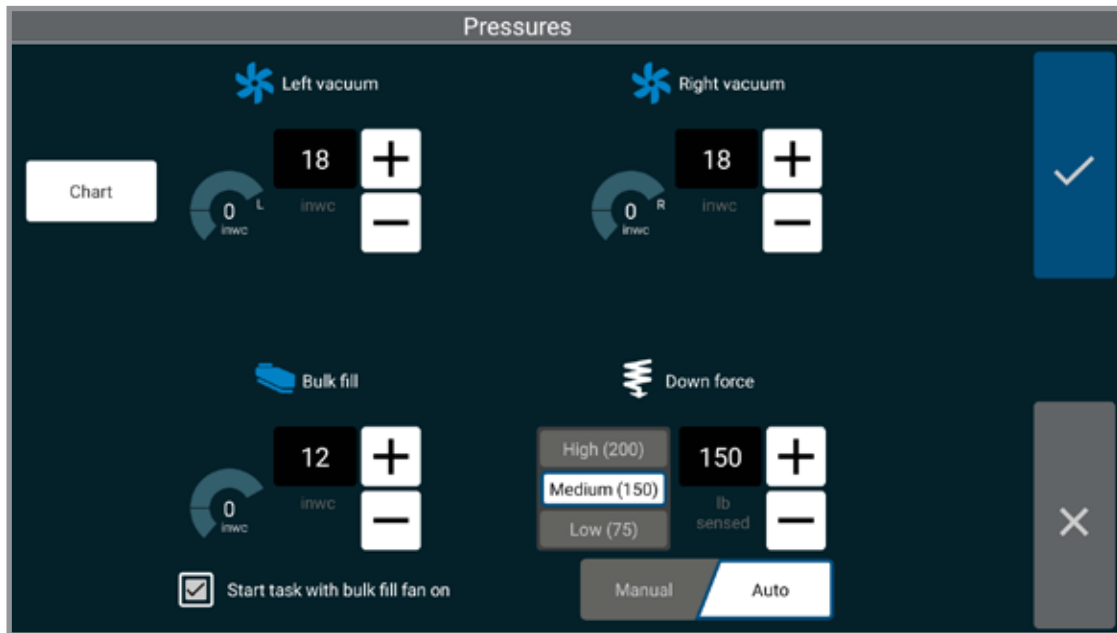 Pressures
Left vacuum
Right vacuum
Chart
18
0
L
inwc
inwc
18
0
R
inwc
inwc
Bulk fill
Down force
12
0
inwc
inwc
High (200)
Medium (150)
Low (75)
150
lb
sensed
Start task with bulk fill fan on
Manual
Auto